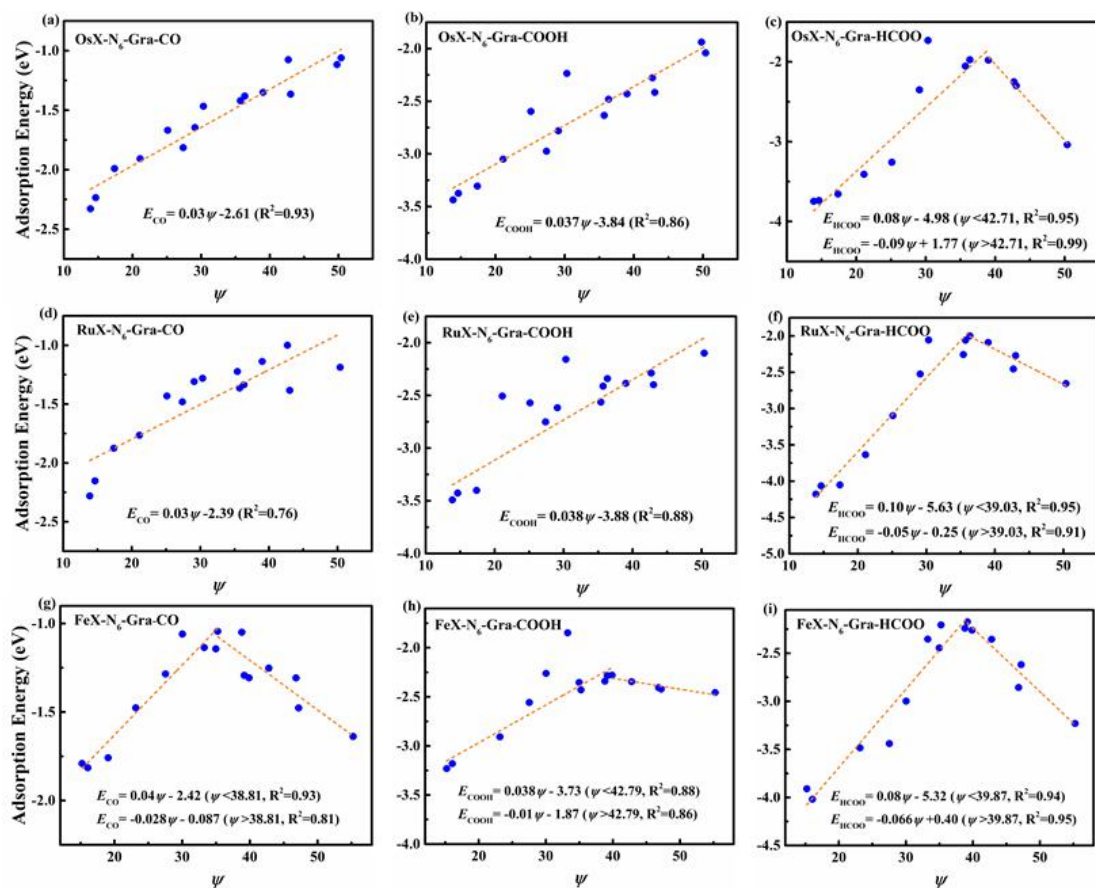 (a)
OsX-N6-Gra-CO
Adsorption Energy (eV)
-1.0
-1.5
-2.0
-2.5
ECO = 0.03ψ-2.61 (R²=0.93)
10 20 30 40 50
ψ
(b)
OsX-N6-Gra-COOH
-2.0
-2.5
-3.0
-3.5
-4.0
ECOOH = 0.037ψ-3.84 (R²=0.86)
10 20 30 40 50
ψ
(c)
OsX-N6-Gra-HCOO
-2
-3
-4
-5
EHCOO= 0.08ψ - 4.98 (ψ<42.71, R²=0.95)
EHCOO= -0.09ψ + 1.77 (ψ>42.71, R²=0.99)
10 20 30 40 50
ψ
(d)
RuX-N6-Gra-CO
Adsorption Energy (eV)
-1.0
-1.5
-2.0
-2.5
ECO = 0.03ψ-2.39 (R²=0.76)
10 20 30 40 50
ψ
(e)
RuX-N6-Gra-COOH
-2.0
-2.5
-3.0
-3.5
-4.0
ECOOH = 0.038ψ-3.88 (R²=0.88)
10 20 30 40 50
ψ
(f)
RuX-N6-Gra-HCOO
-2.0
-2.5
-3.0
-3.5
-4.0
-4.5
-5.0
EHCOO= 0.10ψ - 5.63 (ψ<39.03, R²=0.95)
EHCOO= -0.05ψ - 0.25 (ψ>39.03, R²=0.91)
10 20 30 40 50
ψ
(g)
FeX-N6-Gra-CO
Adsorption Energy (eV)
-1.0
-1.5
-2.0
ECO= 0.04ψ - 2.42 (ψ<38.81, R²=0.93)
ECO= -0.028ψ - 0.087 (ψ>38.81, R²=0.81)
20 30 40 50
ψ
(h)
FeX-N6-Gra-COOH
-2.0
-2.5
-3.0
-3.5
-4.0
ECOOH= 0.038ψ - 3.73 (ψ<42.79, R²=0.88)
ECOOH= -0.01ψ - 1.87 (ψ>42.79, R²=0.86)
20 30 40 50
ψ
(i)
FeX-N6-Gra-HCOO
-2.0
-2.5
-3.0
-3.5
-4.0
-4.5
EHCOO= 0.08ψ - 5.32 (ψ<39.87, R²=0.94)
EHCOO= -0.066ψ+0.40 (ψ>39.87, R²=0.95)
20 30 40 50
ψ